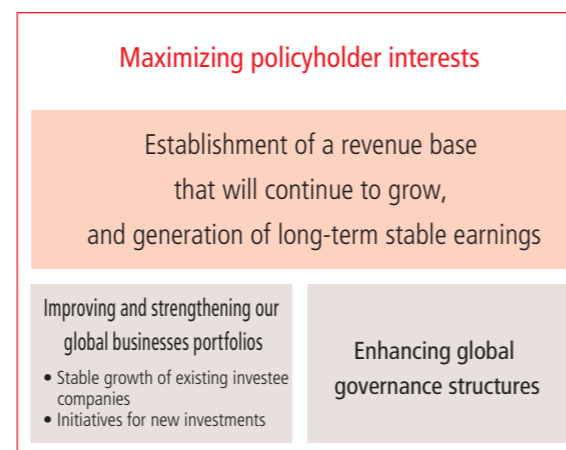 Maximizing policyholder interests
Establishment of a revenue base
that will continue to grow,
and generation of long-term stable earnings
Improving and strengthening our
global businesses portfolios
• Stable growth of existing investee
companies
• Initiatives for new investments
Enhancing global
governance structures